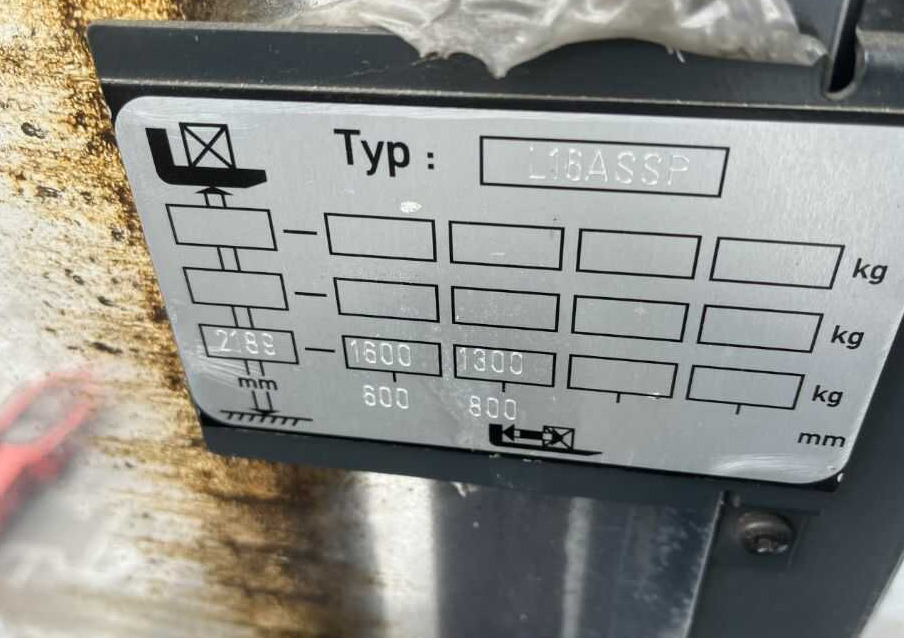 Typ : L16ASSP
kg
kg
2189 1600 1300 kg
mm 600 800
mm